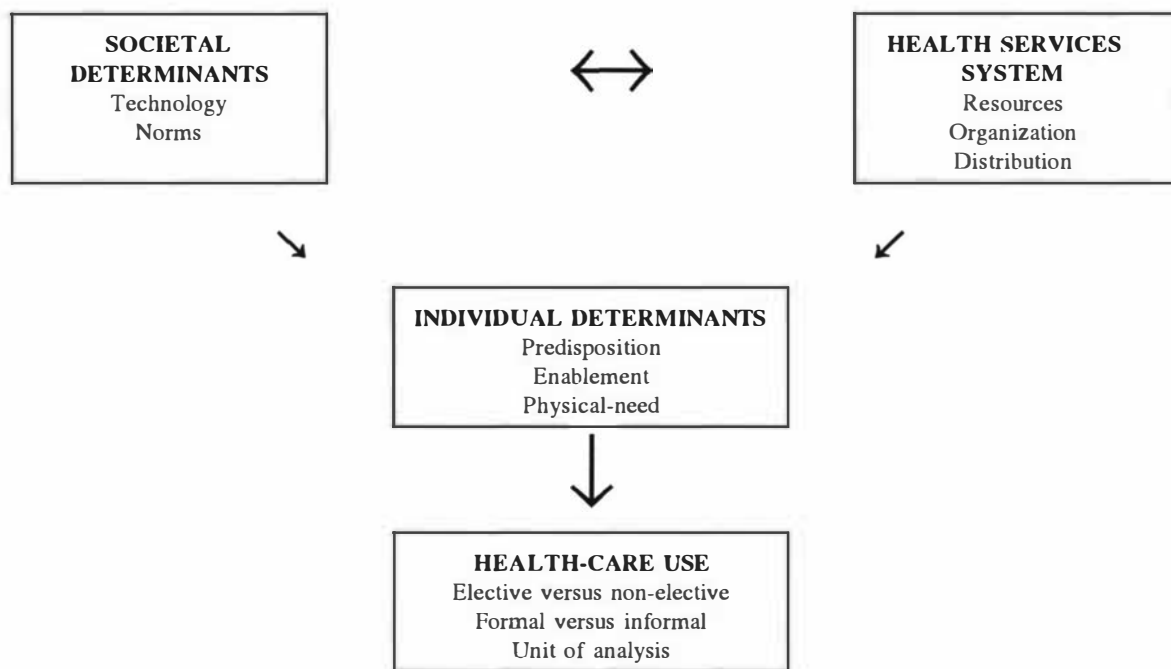 SOCIETAL
DETERMINANTS
Technology
Norms
HEALTH SERVICES
SYSTEM
Resources
Organization
Distribution
INDIVIDUAL DETERMINANTS
Predisposition
Enablement
Physical-need
HEALTH-CARE USE
Elective versus non-elective
Formal versus informal
Unit of analysis